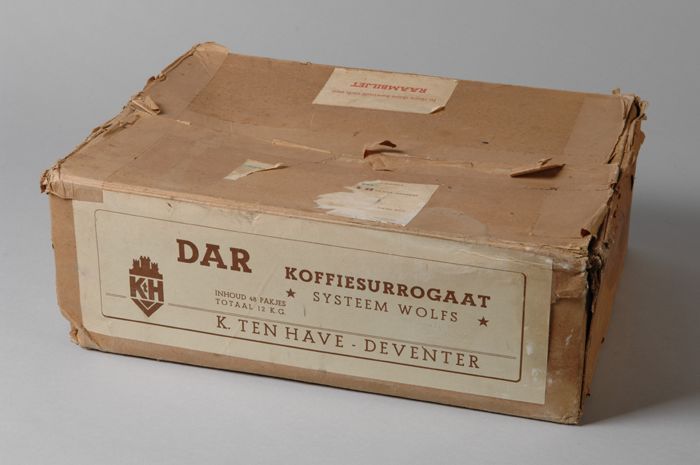 RAAMBILJET
DAR
KOFFIESURROGAAT
K&H
INHOUD 48 PAKJES
TOTAAL 12 K.G.
★ SYSTEEM WOLFS ★
K. TEN HAVE - DEVENTER